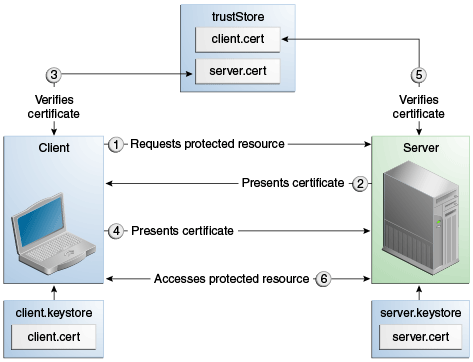 trustStore
client.cert
server.cert
3
5
Verifies
certificate
Verifies
certificate
Client
Server
1 Requests protected resource
Presents certificate 2
4 Presents certificate
Accesses protected resource 6
client.keystore
client.cert
server.keystore
server.cert